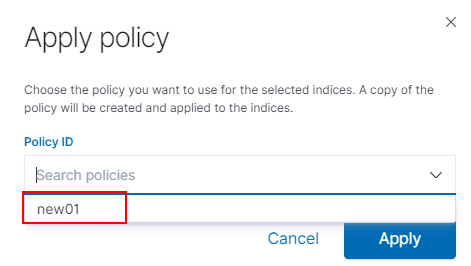 Apply policy
Choose the policy you want to use for the selected indices. A copy of the
policy will be created and applied to the indices.
Policy ID
Search policies
new01
Cancel
Apply